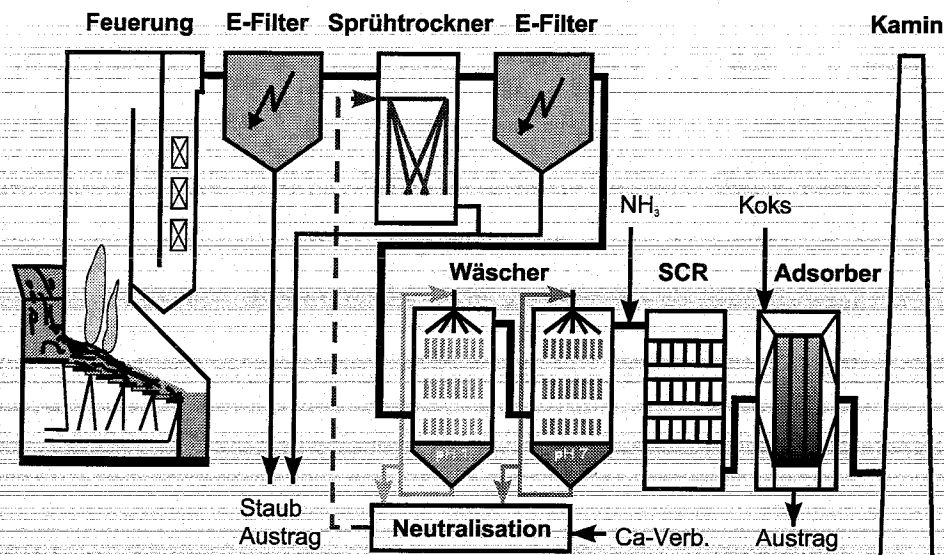 Feuerung E-Filter Sprühtrockner E-Filter Kamin
NH₃ Koks
Wäscher SCR Adsorber
pH 7
Staub
Austrag
Neutralisation
Ca-Verb.
Austrag